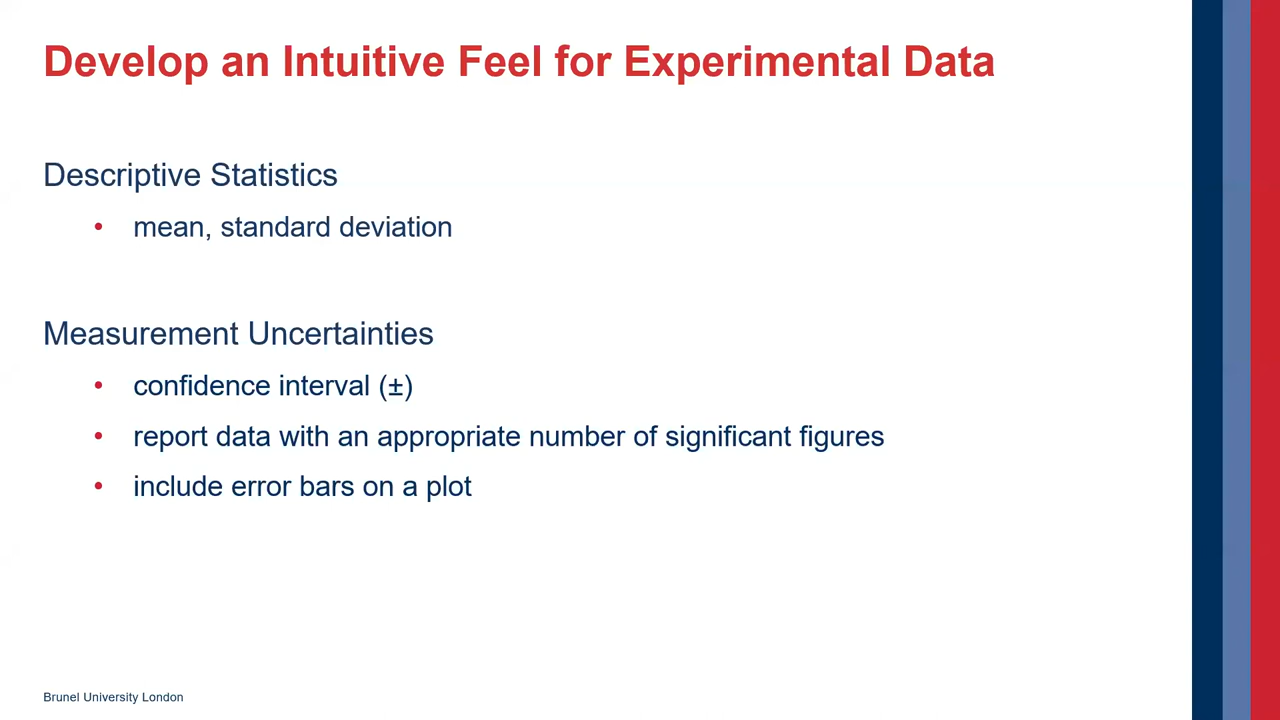 Develop an Intuitive Feel for Experimental Data
Descriptive Statistics
• mean, standard deviation
Measurement Uncertainties
• confidence interval (±)
• report data with an appropriate number of significant figures
• include error bars on a plot
Brunel University London